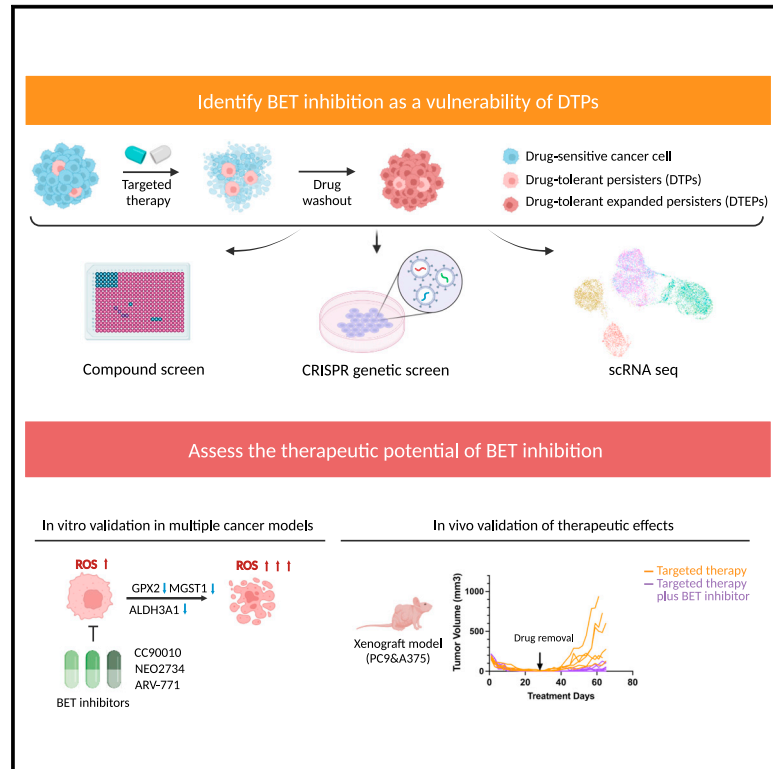 Identify BET inhibition as a vulnerability of DTPs
Targeted
therapy
Drug
washout
Drug-sensitive cancer cell
Drug-tolerant persisters (DTPs)
Drug-tolerant expanded persisters (DTEPs)
Compound screen
CRISPR genetic screen
scRNA seq
Assess the therapeutic potential of BET inhibition
In vitro validation in multiple cancer models
ROS ↑
GPX2↓ MGST1↓
ALDH3A1 ↓
ROS ↑ ↑ ↑
CC90010
NEO2734
ARV-771
BET inhibitors
In vivo validation of therapeutic effects
Xenograft model
(PC9&A375)
Tumor Volume (mm3)
1000
500
0
0
20
40
60
80
Treatment Days
Drug removal
Targeted therapy
Targeted therapy
plus BET inhibitor